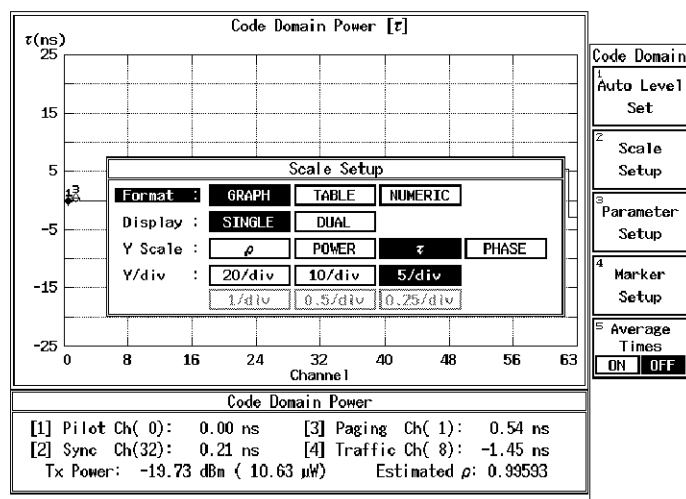 Code Domain Power [τ]
τ(ns)
25
15
5
-5
-15
-25
0 8 16 24 32 40 48 56 63
Channel
Scale Setup
Format : GRAPH TABLE NUMERIC
Display : SINGLE DUAL
Y Scale : ρ POWER τ PHASE
Y/div : 20/div 10/div 5/div
1/div 0.5/div 0.25/div
Code Domain
1
Auto Level
Set
2
Scale
Setup
3
Parameter
Setup
4
Marker
Setup
5
Average
Times
ON OFF
Code Domain Power
[1] Pilot Ch( 0): 0.00 ns [3] Paging Ch( 1): 0.54 ns
[2] Sync Ch(32): 0.21 ns [4] Traffic Ch( 8): -1.45 ns
Tx Power: -19.73 dBm ( 10.63 µW) Estimated ρ: 0.99593